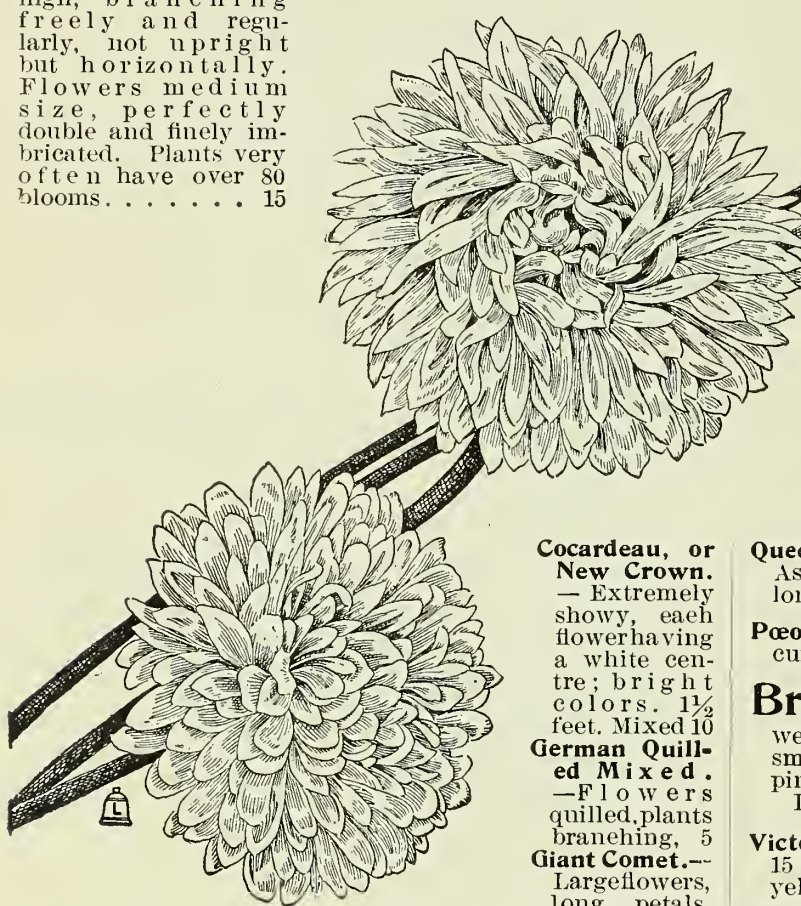 high, branching
freely and regu-
larly, not upright
but horizontally.
Flowers medium
size, perfectly
double and finely im-
bricated. Plants very
often have over 80
blooms....... 15
L
Cocardeau, or
New Crown.
— Extremely
showy, each
flower having
a white cen-
tre; bright
colors. 1½
feet. Mixed 10
German Quill-
ed Mixed.
—Flowers
quilled, plants
branching, 5
Giant Comet.—
Large flowers,
long petals,
Quee
As
lon
Pœo
cu
Br
we
sm
pin
Victo
15
yel